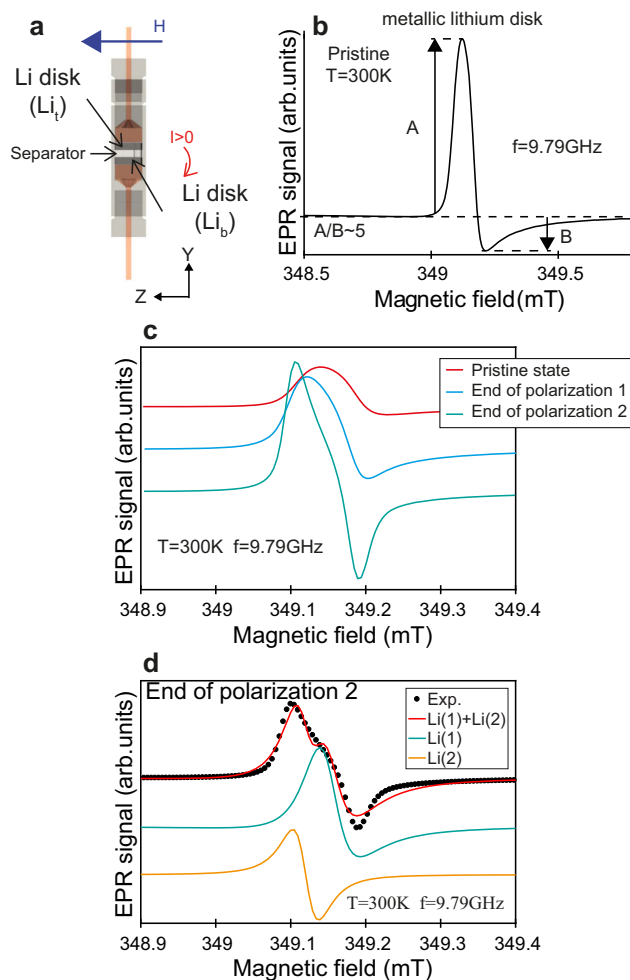 a
H
Li disk
(Liₜ)
Separator
I>0
Li disk
(Li_b)
Y
Z
b
metallic lithium disk
Pristine
T=300K
A
f=9.79GHz
A/B~5
B
EPR signal (arb.units)
348.5 349 349.5
Magnetic field (mT)
c
Pristine state
End of polarization 1
End of polarization 2
EPR signal (arb.units)
T=300K f=9.79GHz
348.9 349 349.1 349.2 349.3 349.4
Magnetic field (mT)
d
End of polarization 2
Exp.
Li(1)+Li(2)
Li(1)
Li(2)
EPR signal (arb.units)
T=300K f=9.79GHz
348.9 349 349.1 349.2 349.3 349.4
Magnetic field (mT)